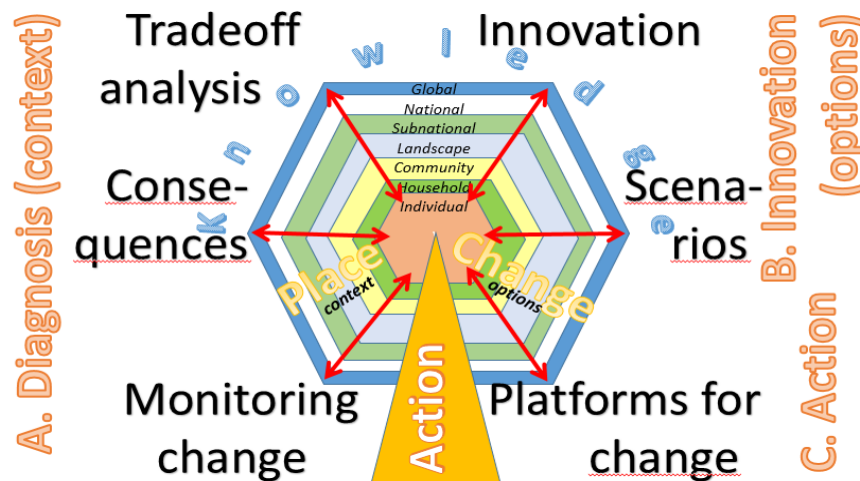 Tradeoff
analysis
Innovation
Knowledge
Global
National
Subnational
Landscape
Community
Household
Individual
Conse-
quences
Scena-
rios
Place
context
Change
options
Action
Monitoring
change
Platforms for
change
A. Diagnosis (context)
B. Innovation
(options)
C. Action